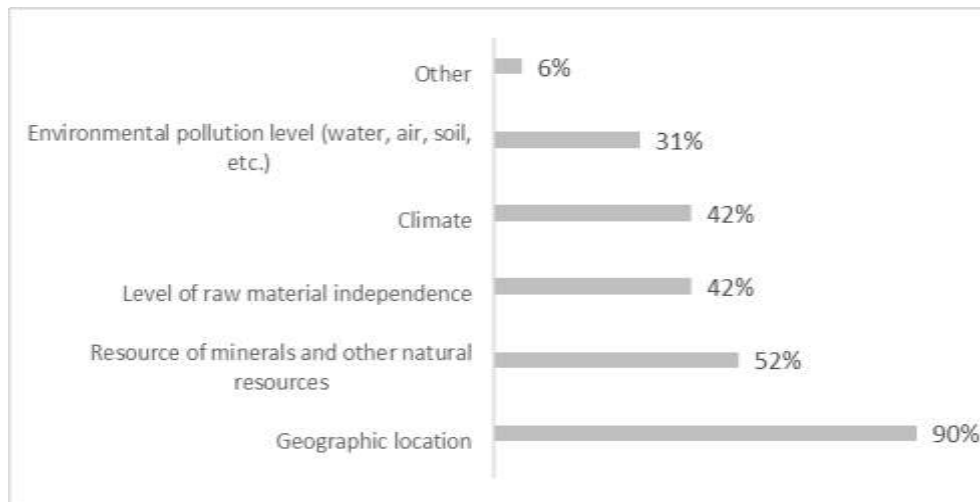 Other
6%
Environmental pollution level (water, air, soil,
etc.)
31%
Climate
42%
Level of raw material independence
42%
Resource of minerals and other natural
resources
52%
Geographic location
90%